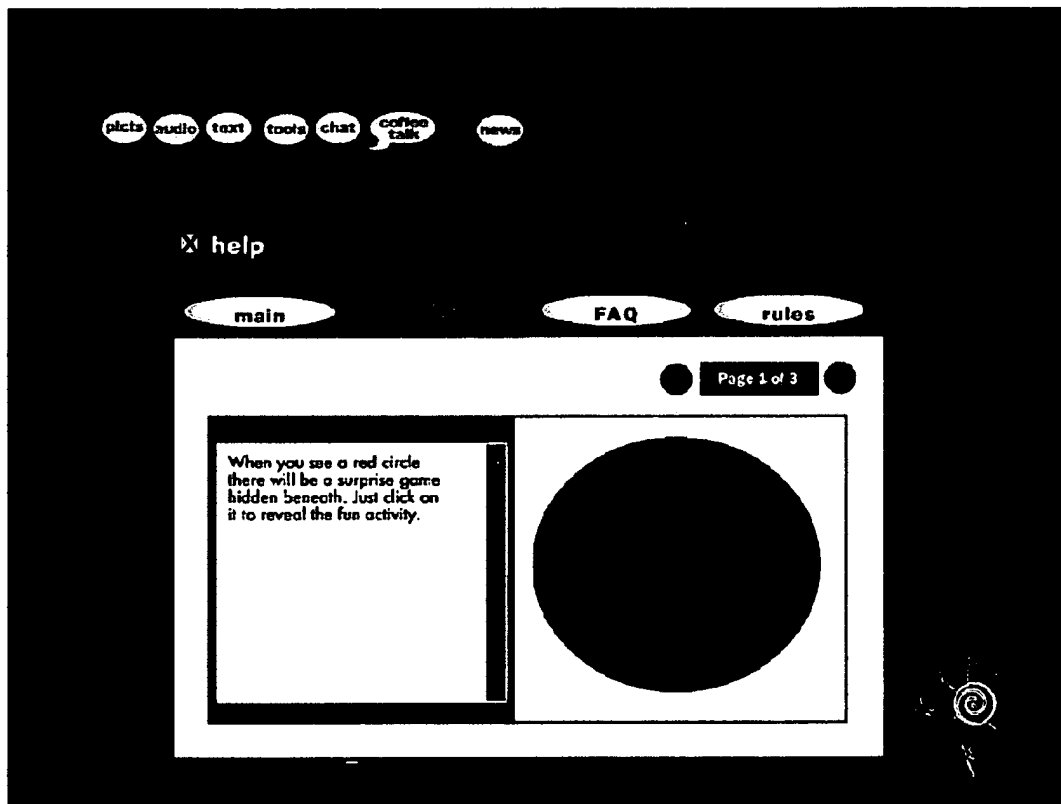 picts audio text tools chat coffee talk news
help
main FAQ rules
Page 1 of 3
When you see a red circle
there will be a surprise game
hidden beneath. Just click on
it to reveal the fun activity.